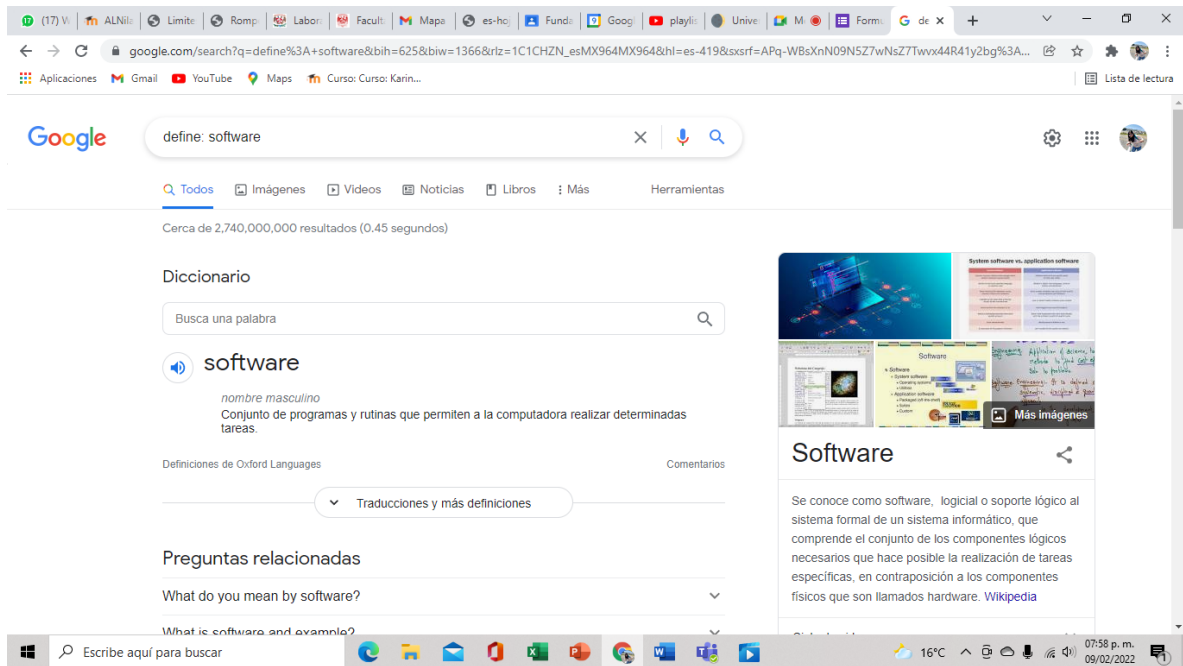 (17) W
ALNila
Limite
Romp
Labor
Facult
Mapa
es-hoj
Funda
Googl
playlis
Univer
M
Formu
de
google.com/search?q=define%3A+software&bih=625&biw=1366&rlz=1C1CHZN_esMX964MX964&hl=es-419&sxsrf=APq-WBsXnN09N5Z7wNsZ7Twvx44R41y2bg%3A...
Aplicaciones Gmail YouTube Maps Curso: Curso: Karin... Lista de lectura
Google
define: software
Todos Imágenes Videos Noticias Libros Más Herramientas
Cerca de 2,740,000,000 resultados (0.45 segundos)
Diccionario
Busca una palabra
software
nombre masculino
Conjunto de programas y rutinas que permiten a la computadora realizar determinadas
tareas.
Definiciones de Oxford Languages Comentarios
Traducciones y más definiciones
Preguntas relacionadas
What do you mean by software?
What is software and example?
System software vs. application software
Software
Más imágenes
Software
Se conoce como software, logicial o soporte lógico al
sistema formal de un sistema informático, que
comprende el conjunto de los componentes lógicos
necesarios que hace posible la realización de tareas
específicas, en contraposición a los componentes
físicos que son llamados hardware. Wikipedia
Escribe aquí para buscar
16°C
07:58 p. m.
09/02/2022